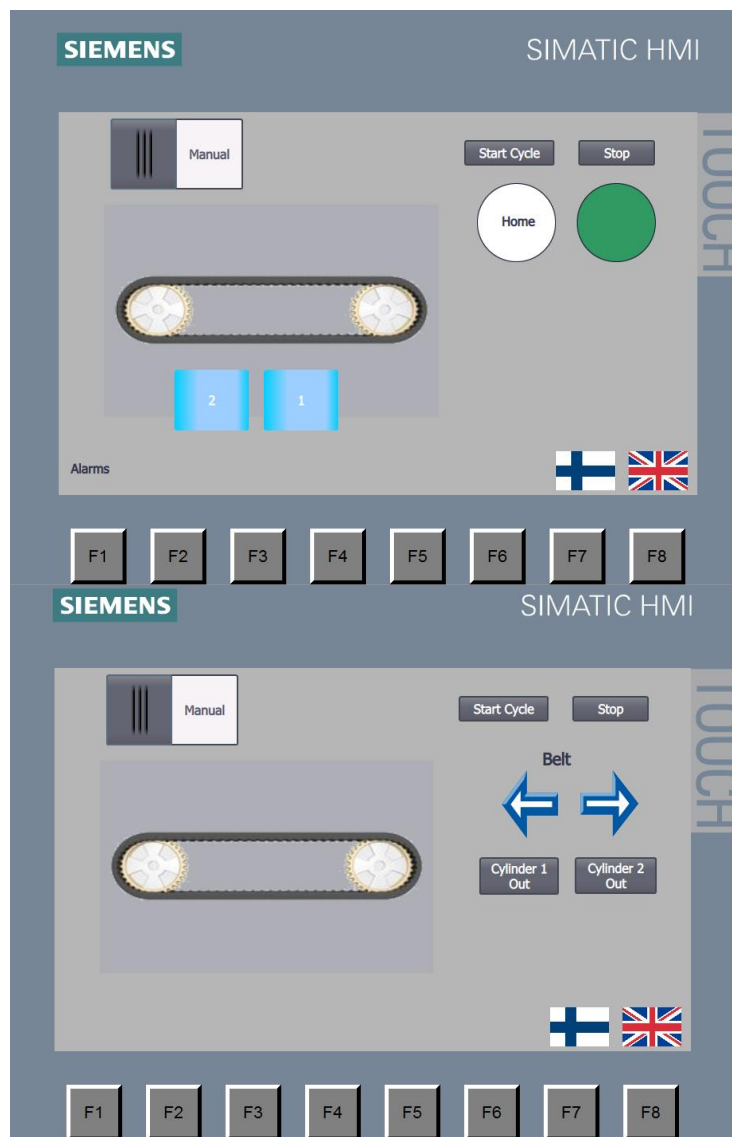 SIEMENS
SIMATIC HMI
TOUCH
Manual
Start Cycle
Stop
Home
2
1
Alarms
F1
F2
F3
F4
F5
F6
F7
F8
SIEMENS
SIMATIC HMI
TOUCH
Manual
Start Cycle
Stop
Belt
Cylinder 1
Out
Cylinder 2
Out
F1
F2
F3
F4
F5
F6
F7
F8